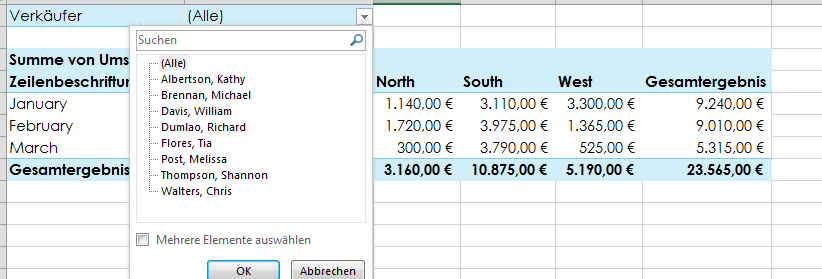 Verkäufer (Alle)
Suchen
(Alle)
Albertson, Kathy
Brennan, Michael
Davis, William
Dumlao, Richard
Flores, Tia
Post, Melissa
Thompson, Shannon
Walters, Chris
Mehrere Elemente auswählen
OK Abbrechen
Summe von Ums
Zeilenbeschriftun North South West Gesamtergebnis
January 1.140,00 € 3.110,00 € 3.300,00 € 9.240,00 €
February 1.720,00 € 3.975,00 € 1.365,00 € 9.010,00 €
March 300,00 € 3.790,00 € 525,00 € 5.315,00 €
Gesamtergebnis 3.160,00 € 10.875,00 € 5.190,00 € 23.565,00 €